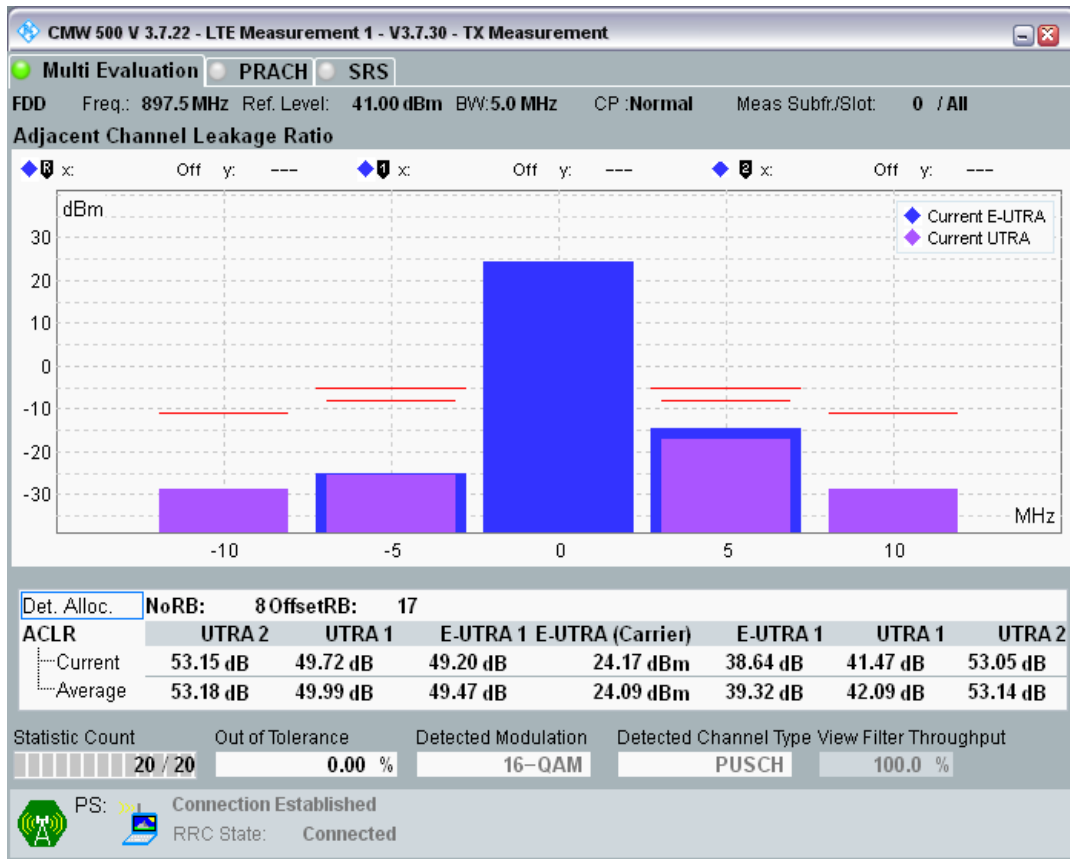 CMW 500 V 3.7.22 - LTE Measurement 1 - V3.7.30 - TX Measurement
Multi Evaluation PRACH SRS
FDD Freq.: 897.5 MHz Ref. Level: 41.00 dBm BW:5.0 MHz CP :Normal Meas Subfr./Slot: 0 / All
Adjacent Channel Leakage Ratio
R x: Off y: --- 1 x: Off y: --- 2 x: Off y: ---
dBm
Current E-UTRA
Current UTRA
30
20
10
0
-10
-20
-30
MHz
-10 -5 0 5 10
Det. Alloc. NoRB: 8 OffsetRB: 17
ACLR UTRA 2 UTRA 1 E-UTRA 1 E-UTRA (Carrier) E-UTRA 1 UTRA 1 UTRA 2
Current 53.15 dB 49.72 dB 49.20 dB 24.17 dBm 38.64 dB 41.47 dB 53.05 dB
Average 53.18 dB 49.99 dB 49.47 dB 24.09 dBm 39.32 dB 42.09 dB 53.14 dB
Statistic Count Out of Tolerance Detected Modulation Detected Channel Type View Filter Throughput
20 / 20 0.00 % 16-QAM PUSCH 100.0 %
PS: Connection Established
RRC State: Connected